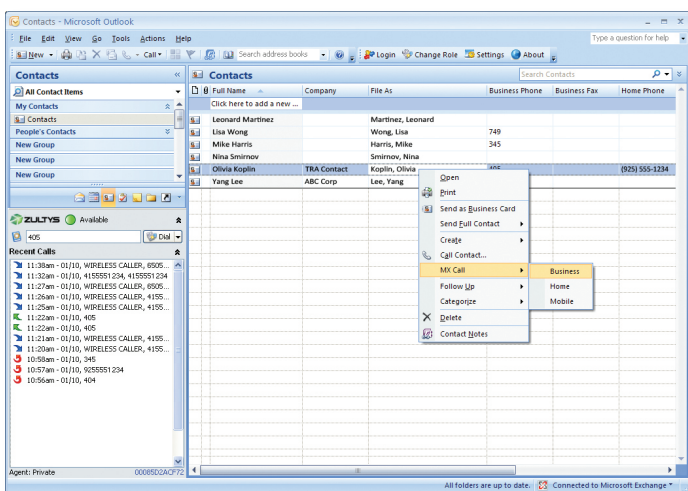 Contacts - Microsoft Outlook
File Edit View Go Tools Actions Help
Type a question for help
New Call Search address books Login Change Role Settings About
Contacts
All Contact Items
My Contacts
Contacts
People's Contacts
New Group
New Group
New Group
ZULTYS Available
405 Dial
Recent Calls
11:38am - 01/10, WIRELESS CALLER, 6505...
11:32am - 01/10, 4155551234, 4155551234
11:27am - 01/10, WIRELESS CALLER, 6505...
11:26am - 01/10, WIRELESS CALLER, 4155...
11:25am - 01/10, WIRELESS CALLER, 4155...
11:22am - 01/10, 405
11:22am - 01/10, 405
11:21am - 01/10, WIRELESS CALLER, 4155...
11:20am - 01/10, WIRELESS CALLER, 4155...
10:58am - 01/10, 345
10:57am - 01/10, 9255551234
10:56am - 01/10, 404
Agent: Private 00085D2ACF72
Contacts
Search Contacts
Full Name Company File As Business Phone Business Fax Home Phone
Click here to add a new ...
Leonard Martinez Martinez, Leonard
Lisa Wong Wong, Lisa 749
Mike Harris Harris, Mike 345
Nina Smirnov Smirnov, Nina
Olivia Koplin TRA Contact Koplin, Olivia 405 (925) 555-1234
Yang Lee ABC Corp Lee, Yang
Open
Print
Send as Business Card
Send Full Contact
Create
Call Contact...
MX Call
Follow Up
Categorize
Delete
Contact Notes
Business
Home
Mobile
All folders are up to date. Connected to Microsoft Exchange